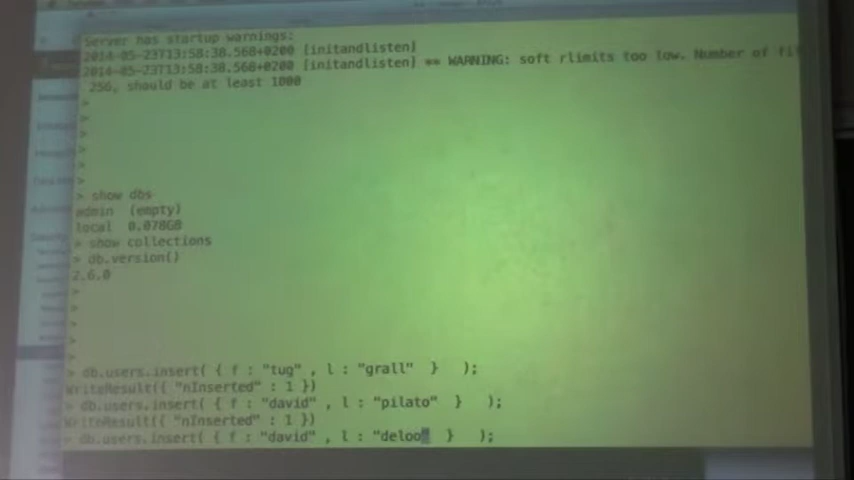 Server has startup warnings:
2014-05-23T13:58:38.568+0200 [initandlisten]
2014-05-23T13:58:38.568+0200 [initandlisten] ** WARNING: soft rlimits too low. Number of fi
256, should be at least 1000
>
>
>
>
>
>
> show dbs
admin (empty)
local 0.078GB
> show collections
> db.version()
2.6.0
>
>
>
>
>
> db.users.insert( { f : "tug" , l : "grall" } );
WriteResult({ "nInserted" : 1 })
> db.users.insert( { f : "david" , l : "pilato" } );
WriteResult({ "nInserted" : 1 })
> db.users.insert( { f : "david" , l : "deloo } );